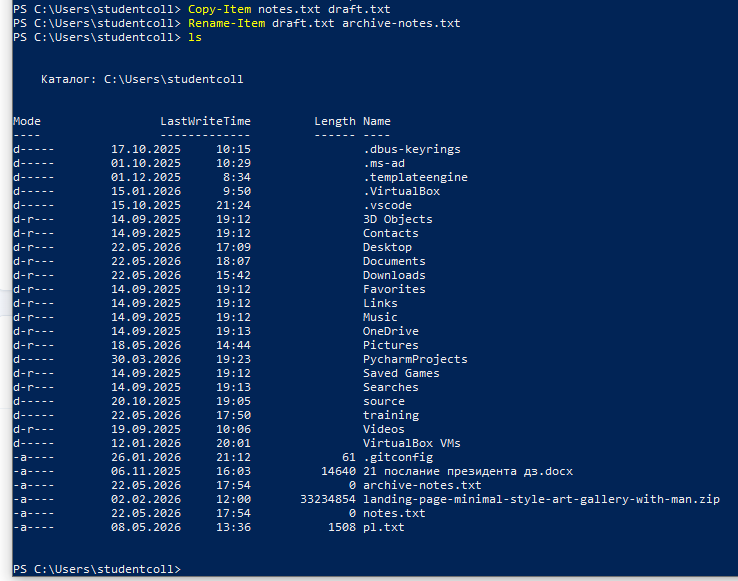 PS C:\Users\studentcoll> Copy-Item notes.txt draft.txt
PS C:\Users\studentcoll> Rename-Item draft.txt archive-notes.txt
PS C:\Users\studentcoll> ls
Каталог: C:\Users\studentcoll
Mode LastWriteTime Length Name
---- ------------- ------ ----
d----- 17.10.2025 10:15 .dbus-keyrings
d----- 01.10.2025 10:29 .ms-ad
d----- 01.12.2025 8:34 .templateengine
d----- 15.01.2026 9:50 .VirtualBox
d----- 15.10.2025 21:24 .vscode
d-r--- 14.09.2025 19:12 3D Objects
d-r--- 14.09.2025 19:12 Contacts
d-r--- 22.05.2026 17:09 Desktop
d-r--- 22.05.2026 18:07 Documents
d-r--- 22.05.2026 15:42 Downloads
d-r--- 14.09.2025 19:12 Favorites
d-r--- 14.09.2025 19:12 Links
d-r--- 14.09.2025 19:12 Music
d-r--- 14.09.2025 19:13 OneDrive
d-r--- 18.05.2026 14:44 Pictures
d----- 30.03.2026 19:23 PycharmProjects
d-r--- 14.09.2025 19:12 Saved Games
d-r--- 14.09.2025 19:13 Searches
d----- 20.10.2025 19:05 source
d----- 22.05.2026 17:50 training
d-r--- 19.09.2025 10:06 Videos
d----- 12.01.2026 20:01 VirtualBox VMs
-a---- 26.01.2026 21:12 61 .gitconfig
-a---- 06.11.2025 16:03 14640 21 послание президента дз.docx
-a---- 22.05.2026 17:54 0 archive-notes.txt
-a---- 02.02.2026 12:00 33234854 landing-page-minimal-style-art-gallery-with-man.zip
-a---- 22.05.2026 17:54 0 notes.txt
-a---- 08.05.2026 13:36 1508 pl.txt
PS C:\Users\studentcoll>